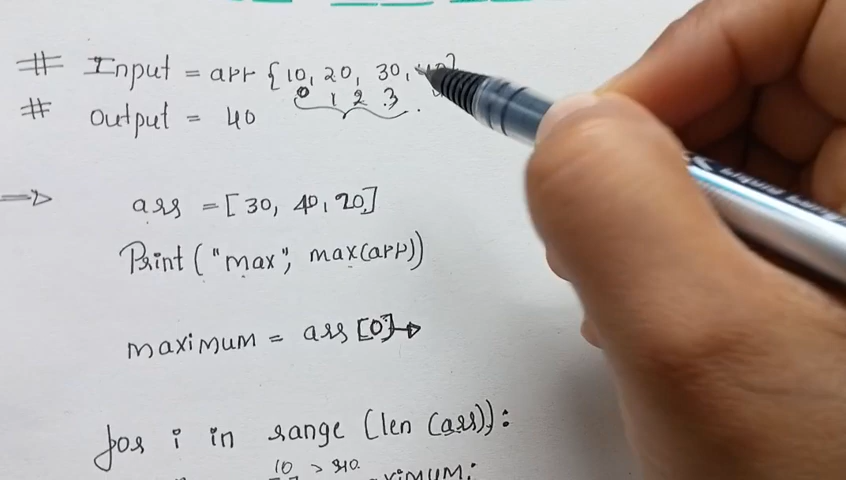 # Input = arr {10, 20, 30, 40}
0 1 2 3
# Output = 40
=> arr = [30, 40, 20]
Print ("max", max(arr))
maximum = arr [0]→
for i in range (len (arr)):
10 >
maximum: